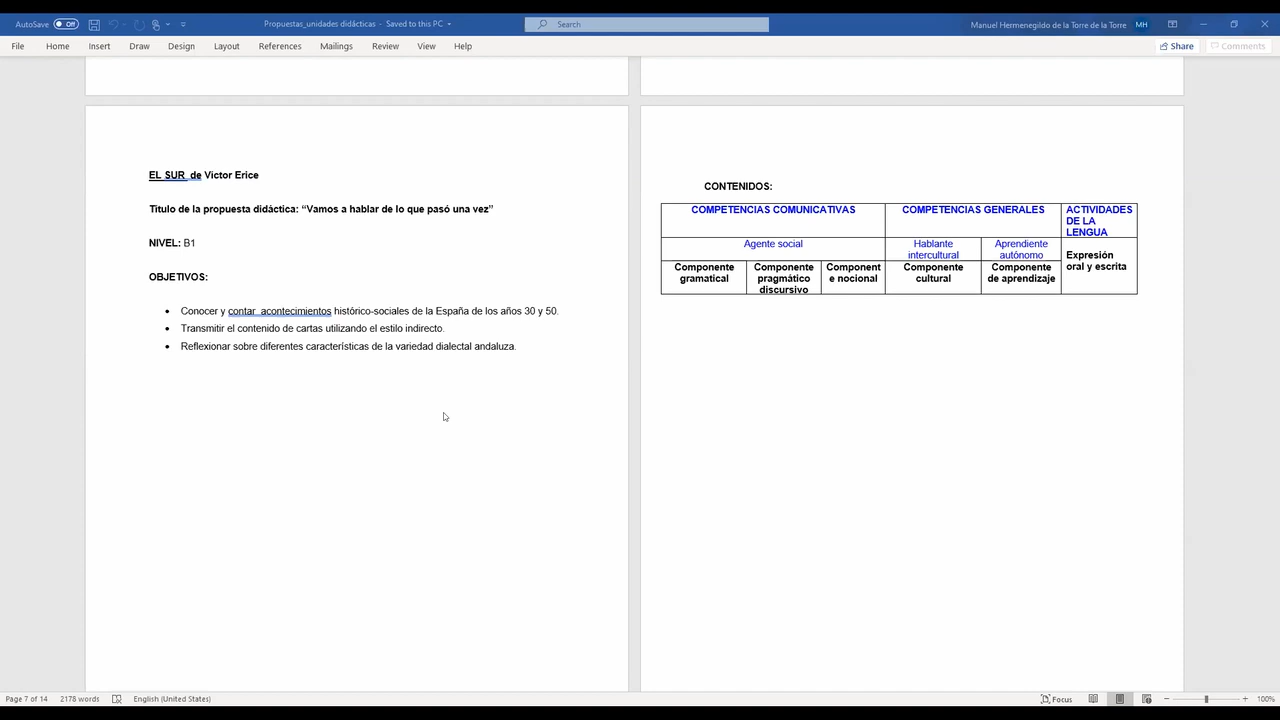 AutoSave Off Propuestas_unidades didácticas - Saved to this PC Search Manuel Hermenegildo de la Torre de la Torre MH
File Home Insert Draw Design Layout References Mailings Review View Help Share Comments
EL SUR de Victor Erice
Título de la propuesta didáctica: “Vamos a hablar de lo que pasó una vez”
NIVEL: B1
OBJETIVOS:
• Conocer y contar acontecimientos histórico-sociales de la España de los años 30 y 50.
• Transmitir el contenido de cartas utilizando el estilo indirecto.
• Reflexionar sobre diferentes características de la variedad dialectal andaluza.
CONTENIDOS:
COMPETENCIAS COMUNICATIVAS
COMPETENCIAS GENERALES
ACTIVIDADES
DE LA
LENGUA
Agente social
Hablante
intercultural
Aprendiente
autónomo
Expresión
oral y escrita
Componente
gramatical
Componente
pragmático
discursivo
Component
e nocional
Componente
cultural
Componente
de aprendizaje
Page 7 of 14 2178 words English (United States) Focus 100%